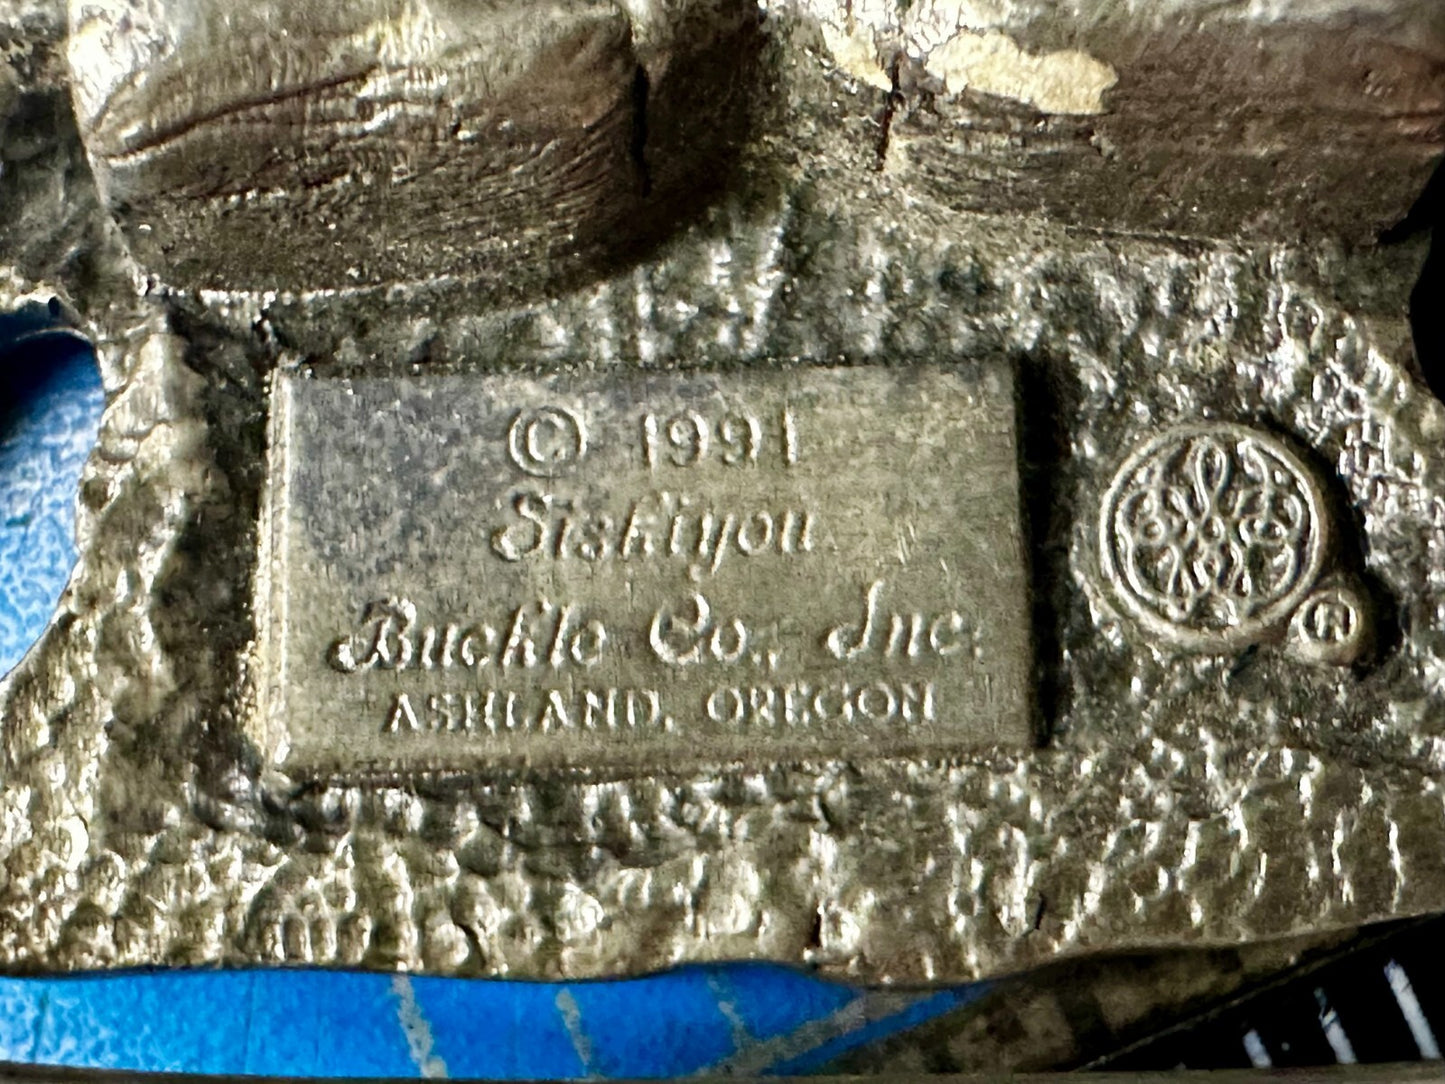 © 1991
Siskiyou
Buckle Co., Inc.
ASHLAND, OREGON
®